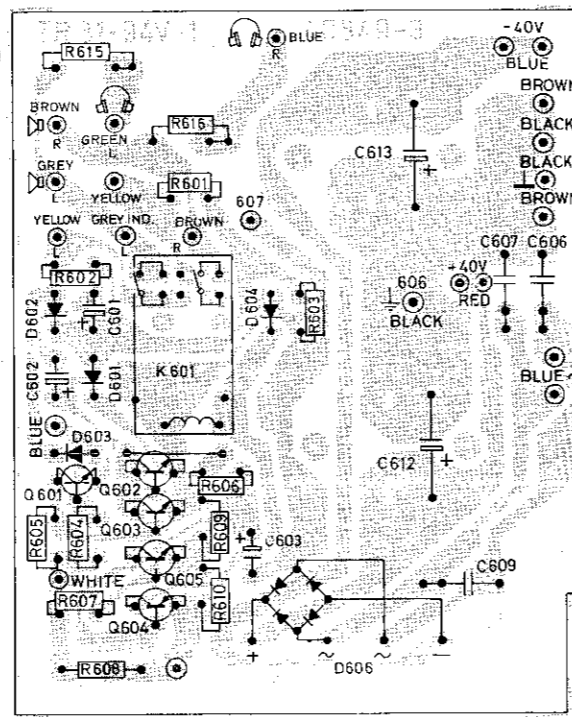 -40V
R615
BLUE
R
BLUE
BROWN
BROWN
R
GREEN
L
R616
BLACK
C613
+
GREY
L
YELLOW
R601
BLACK
607
BROWN
YELLOW
L
GREY IND.
L
BROWN
R
C607
C606
R602
+40V
RED
606
BLACK
D602
C601
+
D604
R603
C602
+
D601
K601
BLUE ~
BLUE
D603
C612
+
Q601
Q602
R606
Q603
R605
R604
R609
+
C603
C609
WHITE
Q605
R607
R610
Q604
+
~
~
—
D606
R608